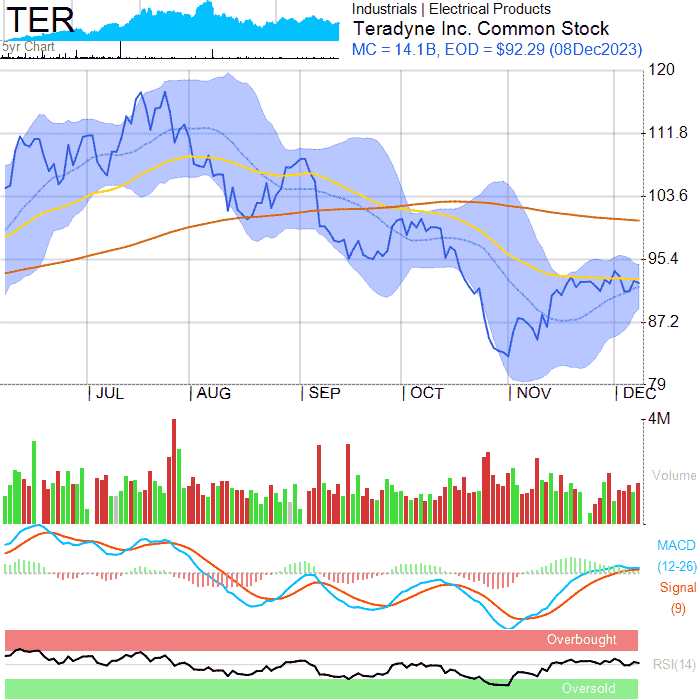 TER
5yr Chart
Industrials | Electrical Products
Teradyne Inc. Common Stock
MC = 14.1B, EOD = $92.29 (08Dec2023)
120
111.8
103.6
95.4
87.2
79
JUL AUG SEP OCT NOV DEC
4M
Volume
MACD
(12-26)
Signal
(9)
Overbought
RSI(14)
Oversold